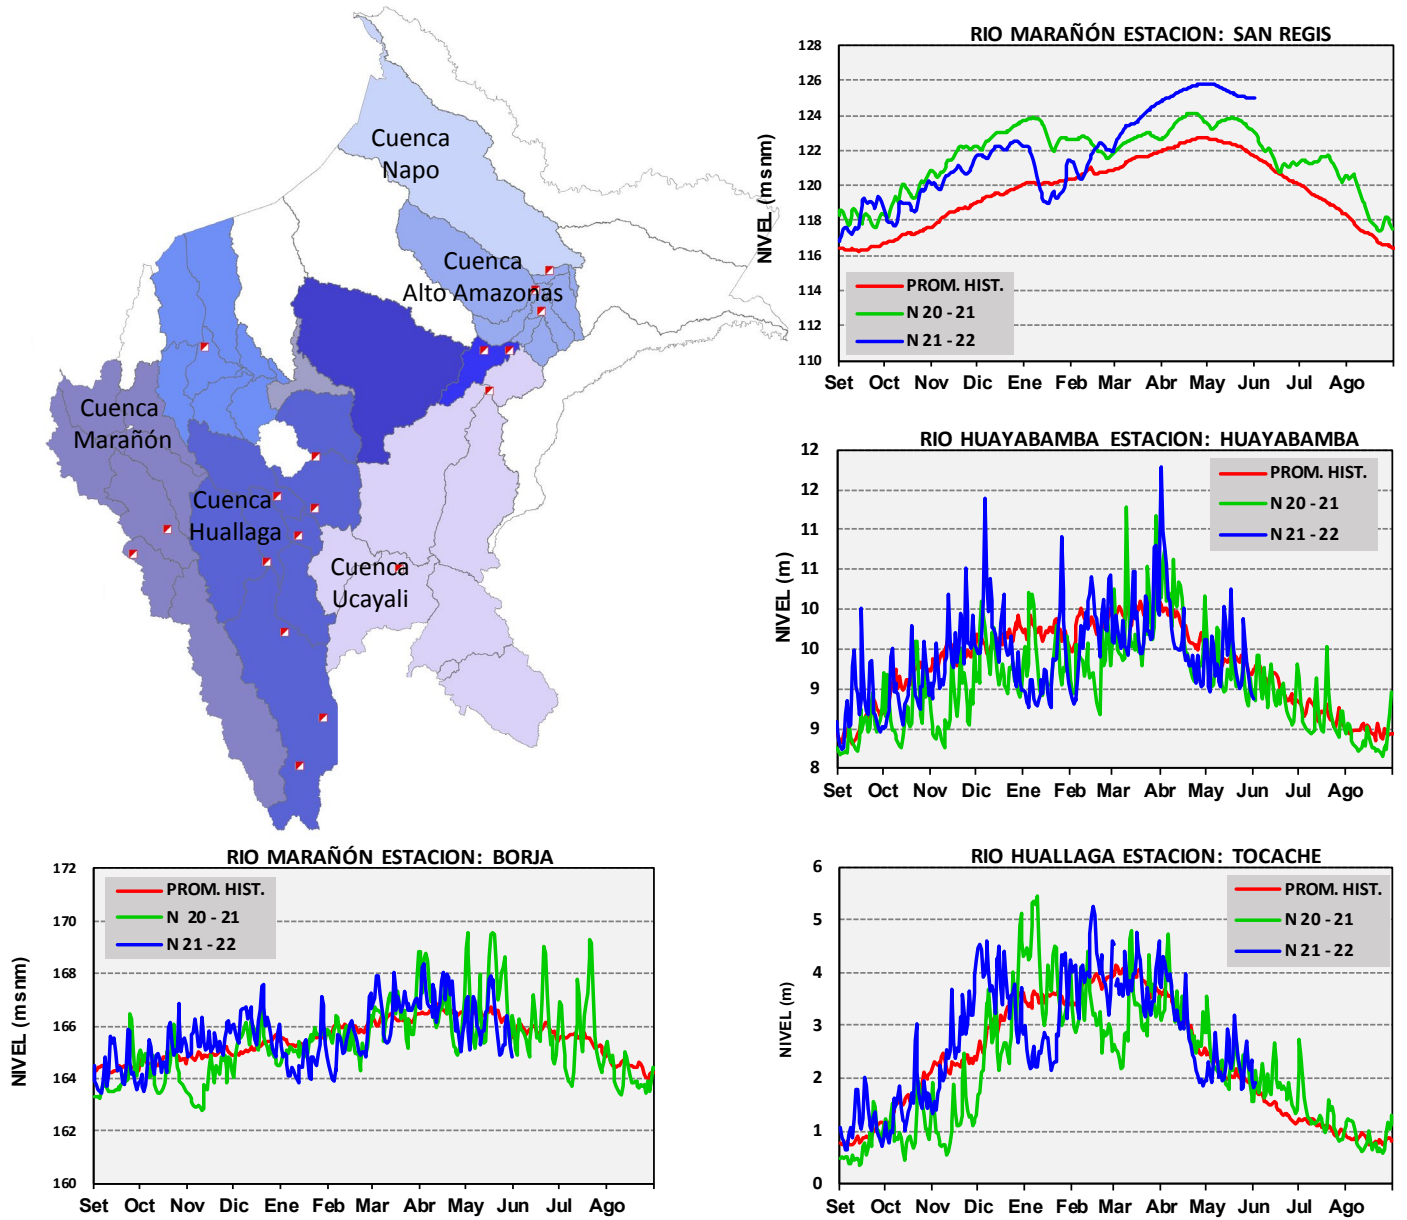 Cuenca
Napo
Cuenca
Alto Amazonas
Cuenca
Marañón
Cuenca
Huallaga
Cuenca
Ucayali
RIO MARAÑÓN ESTACION: SAN REGIS
NIVEL (msnm)
128
126
124
122
120
118
116
114
112
110
PROM. HIST.
N 20 - 21
N 21 - 22
Set Oct Nov Dic Ene Feb Mar Abr May Jun Jul Ago
RIO HUAYABAMBA ESTACION: HUAYABAMBA
NIVEL (m)
12
12
11
11
10
10
9
9
8
PROM. HIST.
N 20 - 21
N 21 - 22
Set Oct Nov Dic Ene Feb Mar Abr May Jun Jul Ago
RIO MARAÑÓN ESTACION: BORJA
NIVEL (msnm)
172
170
168
166
164
162
160
PROM. HIST.
N 20 - 21
N 21 - 22
Set Oct Nov Dic Ene Feb Mar Abr May Jun Jul Ago
RIO HUALLAGA ESTACION: TOCACHE
NIVEL (m)
6
5
4
3
2
1
0
PROM. HIST.
N 20 - 21
N 21 - 22
Set Oct Nov Dic Ene Feb Mar Abr May Jun Jul Ago